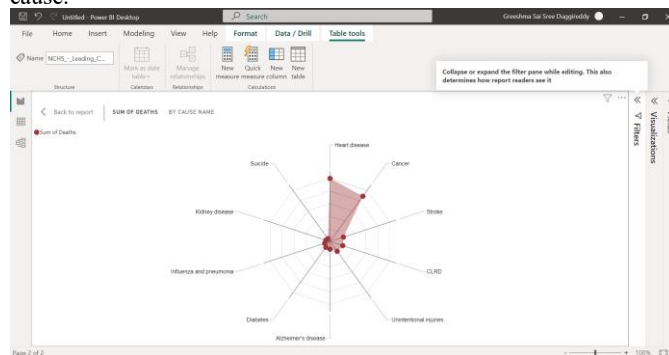 cause.
Untitled - Power BI Desktop
Search
Greeshma Sai Sree Duggireddy
File Home Insert Modeling View Help Format Data / Drill Table tools
Name NCHS_-_Leading_C...
Mark as date table
Manage relationships
New measure
Quick measure
New column
New table
Structure
Calendars
Relationships
Calculations
Collapse or expand the filter pane while editing. This also
determines how report readers see it
Back to report
SUM OF DEATHS
BY CAUSE NAME
Sum of Deaths
Heart disease
Cancer
Stroke
CLRD
Unintentional injuries
Alzheimer's disease
Diabetes
Influenza and pneumonia
Kidney disease
Suicide
Filters
Visualizations
Page 2 of 2
100%